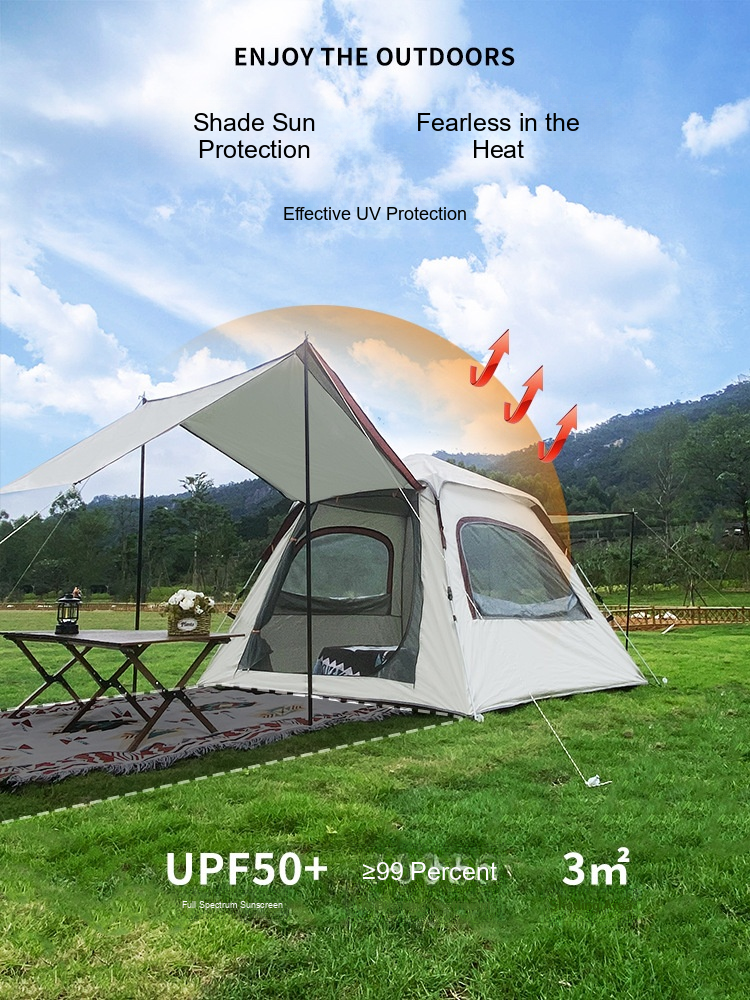 ENJOY THE OUTDOORS
Shade Sun
Protection
Fearless in the
Heat
Effective UV Protection
UPF50+
≥99 Percent
3㎡
Full Spectrum Sunscreen